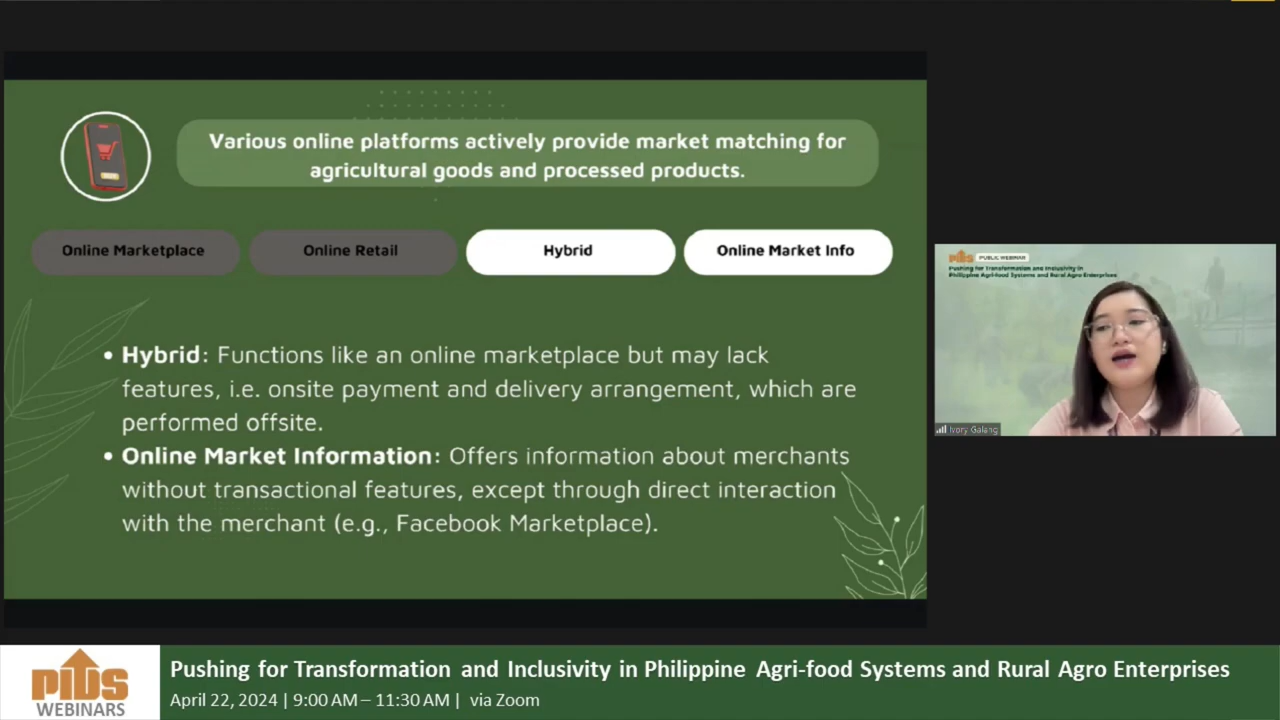 Various online platforms actively provide market matching for
agricultural goods and processed products.
Online Marketplace
Online Retail
Hybrid
Online Market Info
• Hybrid: Functions like an online marketplace but may lack
features, i.e. onsite payment and delivery arrangement, which are
performed offsite.
• Online Market Information: Offers information about merchants
without transactional features, except through direct interaction
with the merchant (e.g., Facebook Marketplace).
PIDS PUBLIC WEBINAR
Pushing for Transformation and Inclusivity in
Philippine Agri-food Systems and Rural Agro Enterprises
Ivory Galang
PIDS
WEBINARS
Pushing for Transformation and Inclusivity in Philippine Agri-food Systems and Rural Agro Enterprises
April 22, 2024 | 9:00 AM – 11:30 AM | via Zoom